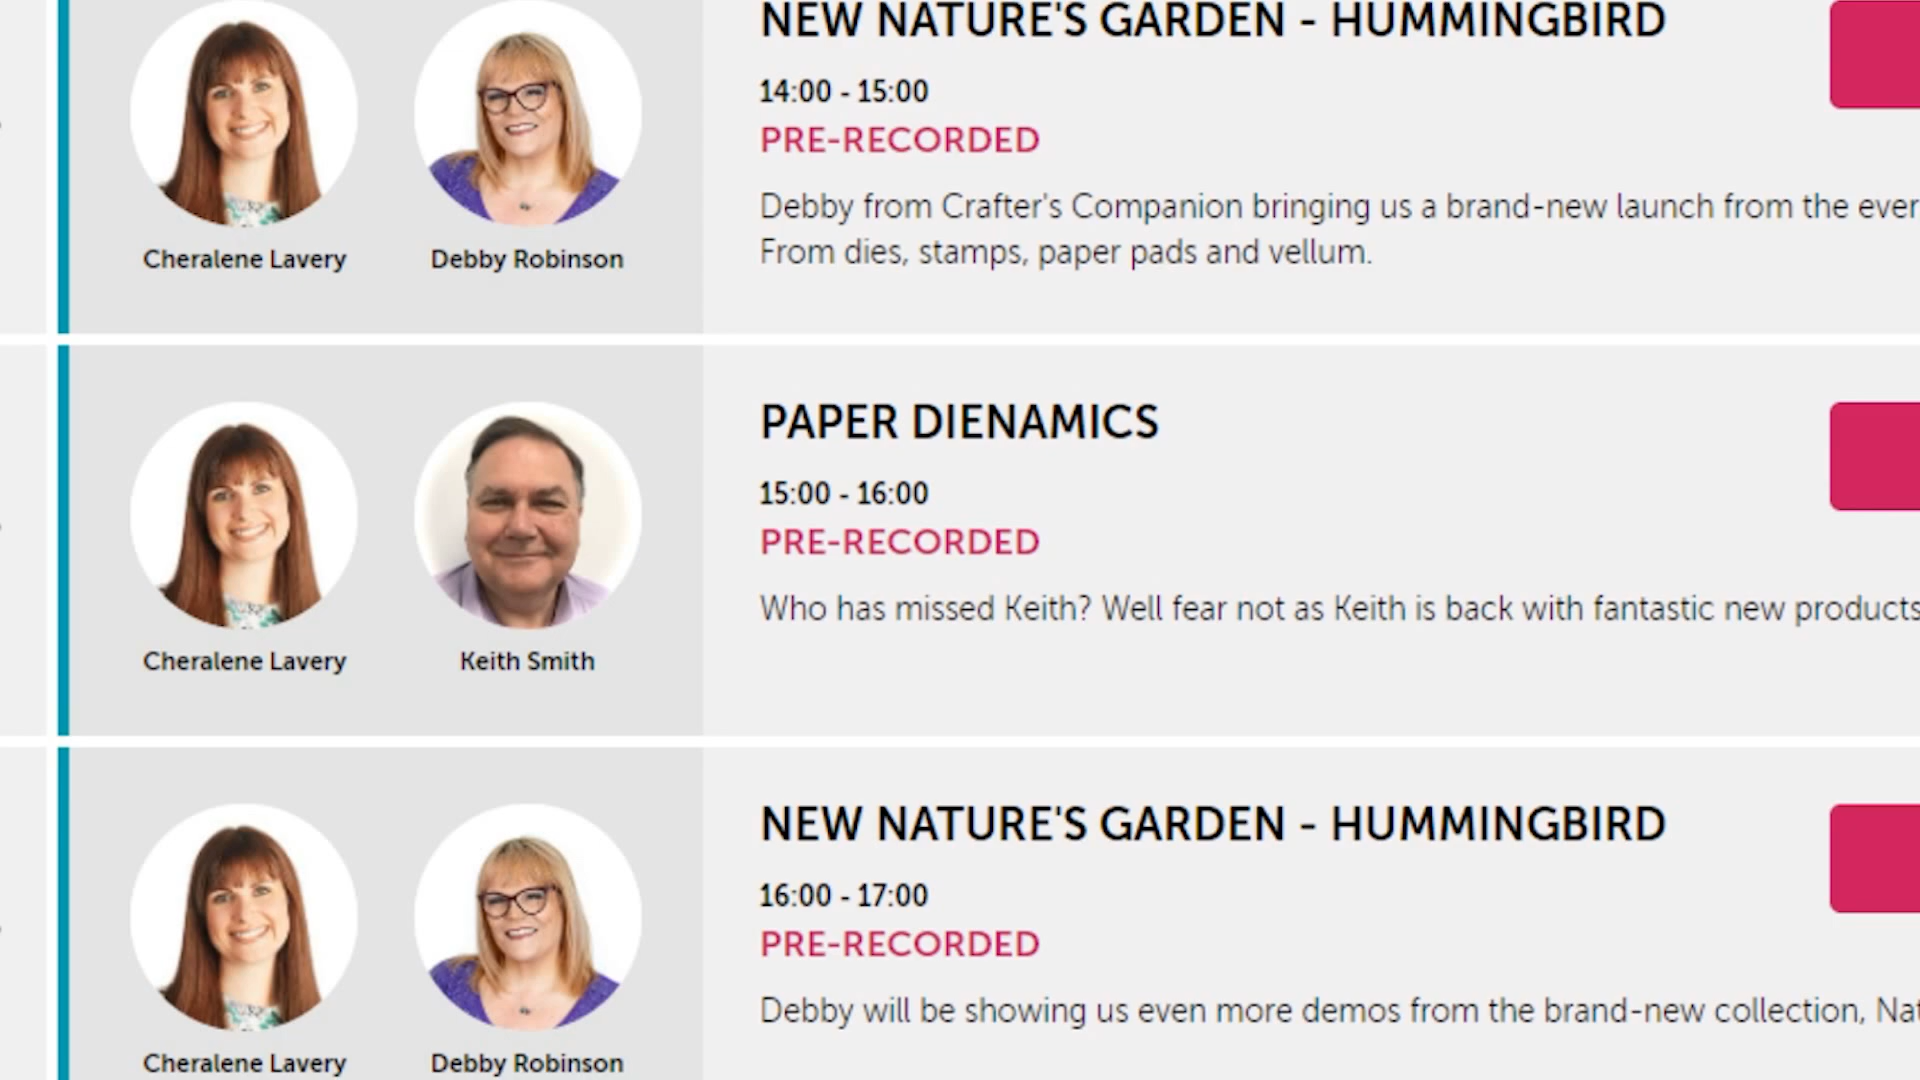 NEW NATURE'S GARDEN - HUMMINGBIRD
14:00 - 15:00
PRE-RECORDED
Debby from Crafter's Companion bringing us a brand-new launch from the ever
From dies, stamps, paper pads and vellum.
Cheralene Lavery
Debby Robinson
PAPER DIENAMICS
15:00 - 16:00
PRE-RECORDED
Who has missed Keith? Well fear not as Keith is back with fantastic new products
Cheralene Lavery
Keith Smith
NEW NATURE'S GARDEN - HUMMINGBIRD
16:00 - 17:00
PRE-RECORDED
Debby will be showing us even more demos from the brand-new collection, Nat
Cheralene Lavery
Debby Robinson